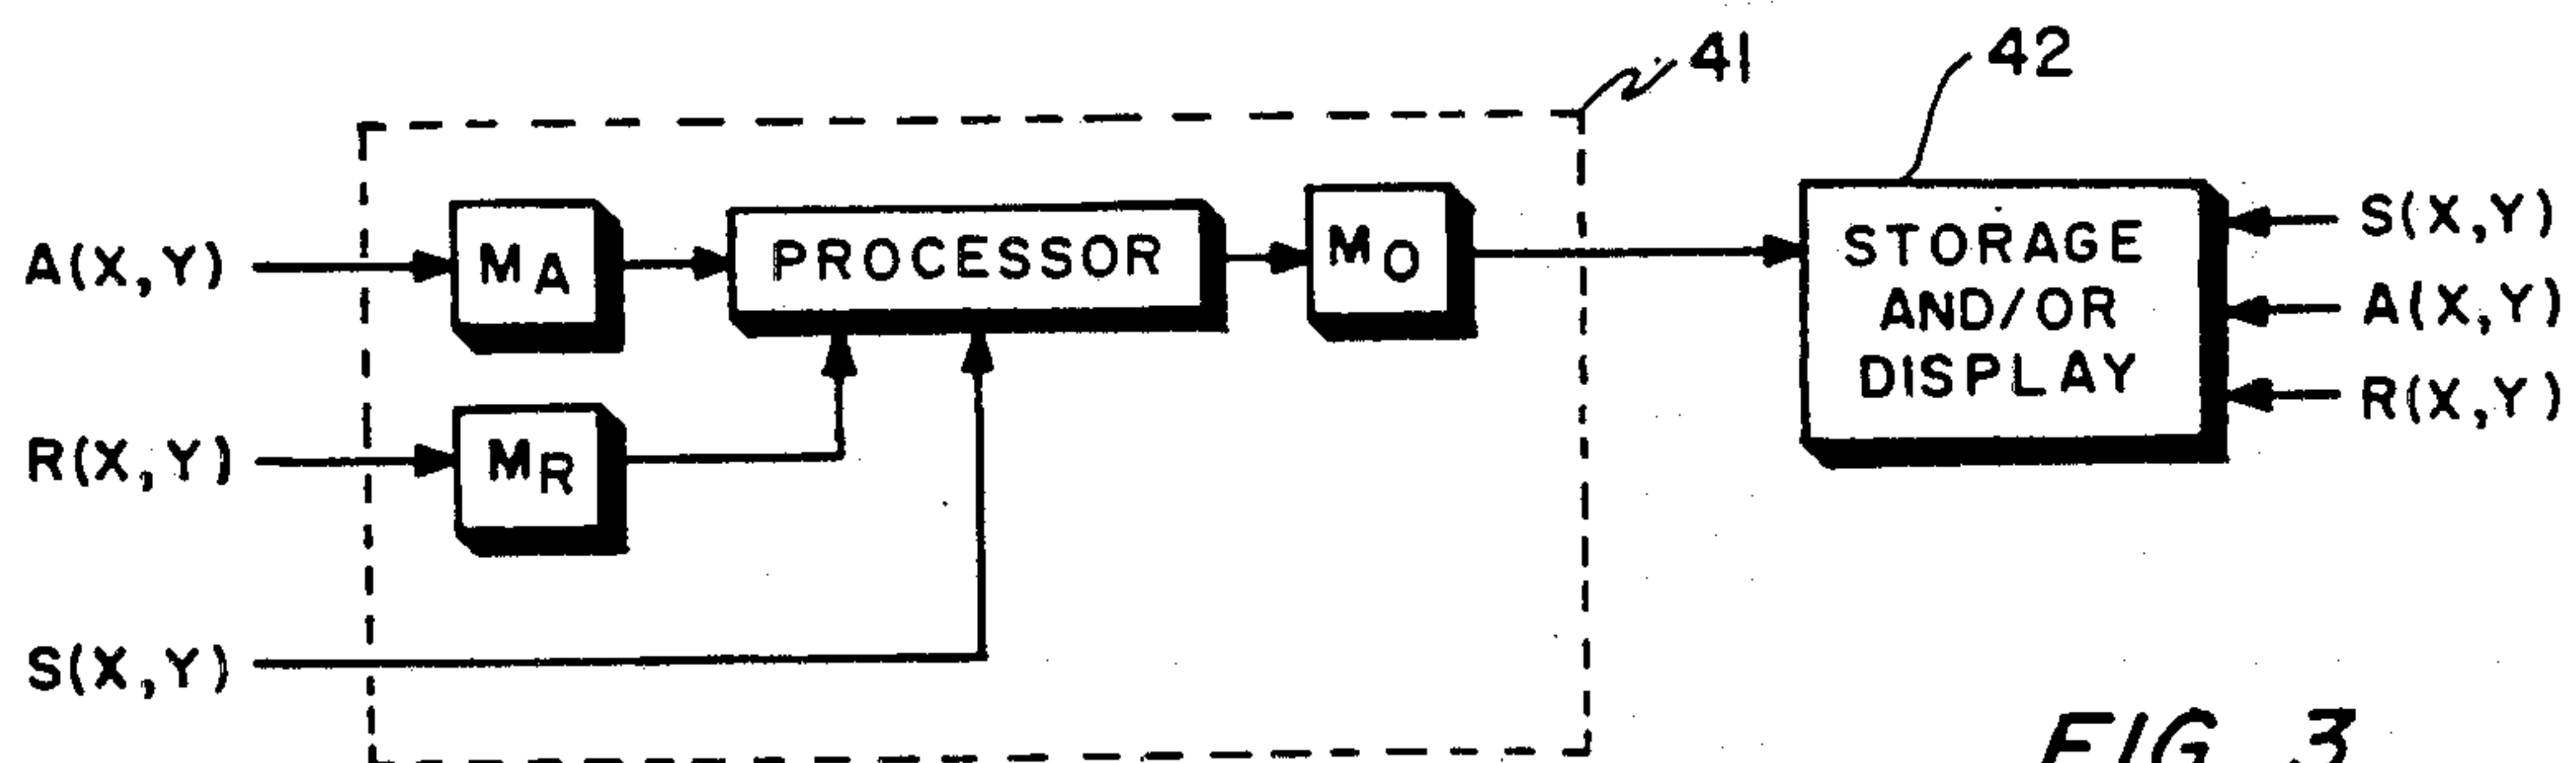 41
42
A(X,Y)
MA
PROCESSOR
MO
STORAGE
AND/OR
DISPLAY
S(X,Y)
A(X,Y)
R(X,Y)
R(X,Y)
MR
S(X,Y)
FIG. 3